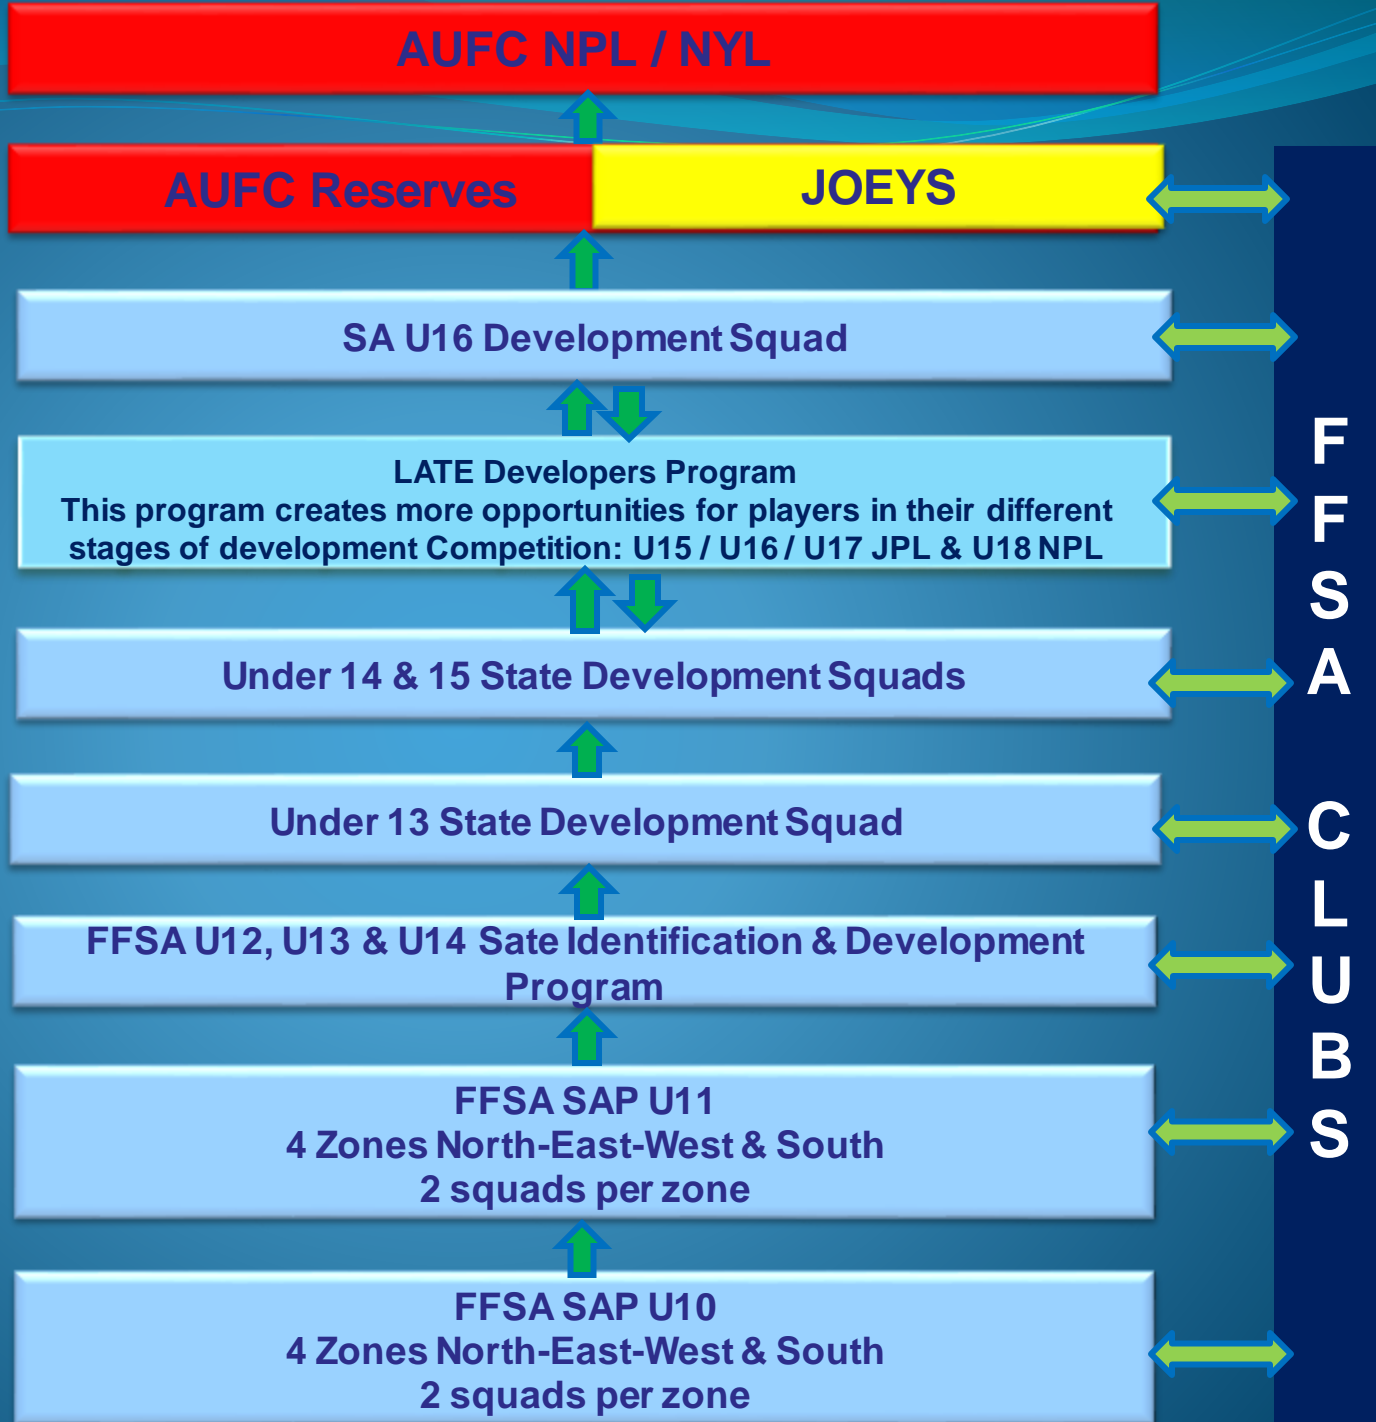 AUFC NPL / NYL
AUFC Reserves
JOEYS
SA U16 Development Squad
LATE Developers Program
This program creates more opportunities for players in their different
stages of development Competition: U15 / U16 / U17 JPL & U18 NPL
Under 14 & 15 State Development Squads
Under 13 State Development Squad
FFSA U12, U13 & U14 Sate Identification & Development
Program
FFSA SAP U11
4 Zones North-East-West & South
2 squads per zone
FFSA SAP U10
4 Zones North-East-West & South
2 squads per zone
F
F
S
A
C
L
U
B
S